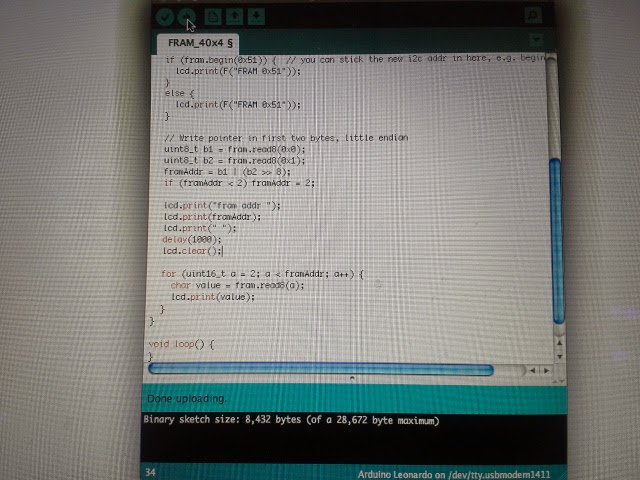 FRAM_40x4 §
if (fram.begin(0x51)) { // you can stick the new i2c addr in here, e.g. begin
lcd.print(F("FRAM 0x51"));
}
else {
lcd.print(F("FRAM 0x51"));
}
// Write pointer in first two bytes, little endian
uint8_t b1 = fram.read8(0x0);
uint8_t b2 = fram.read8(0x1);
framAddr = b1 | (b2 >> 8);
if (framAddr < 2) framAddr = 2;
lcd.print("fram addr ");
lcd.print(framAddr);
lcd.print(" ");
delay(1000);
lcd.clear();
for (uint16_t a = 2; a < framAddr; a++) {
char value = fram.read8(a);
lcd.print(value);
}
}
void loop() {
}
Done uploading.
Binary sketch size: 8,432 bytes (of a 28,672 byte maximum)
34 Arduino Leonardo on /dev/tty.usbmodem1411